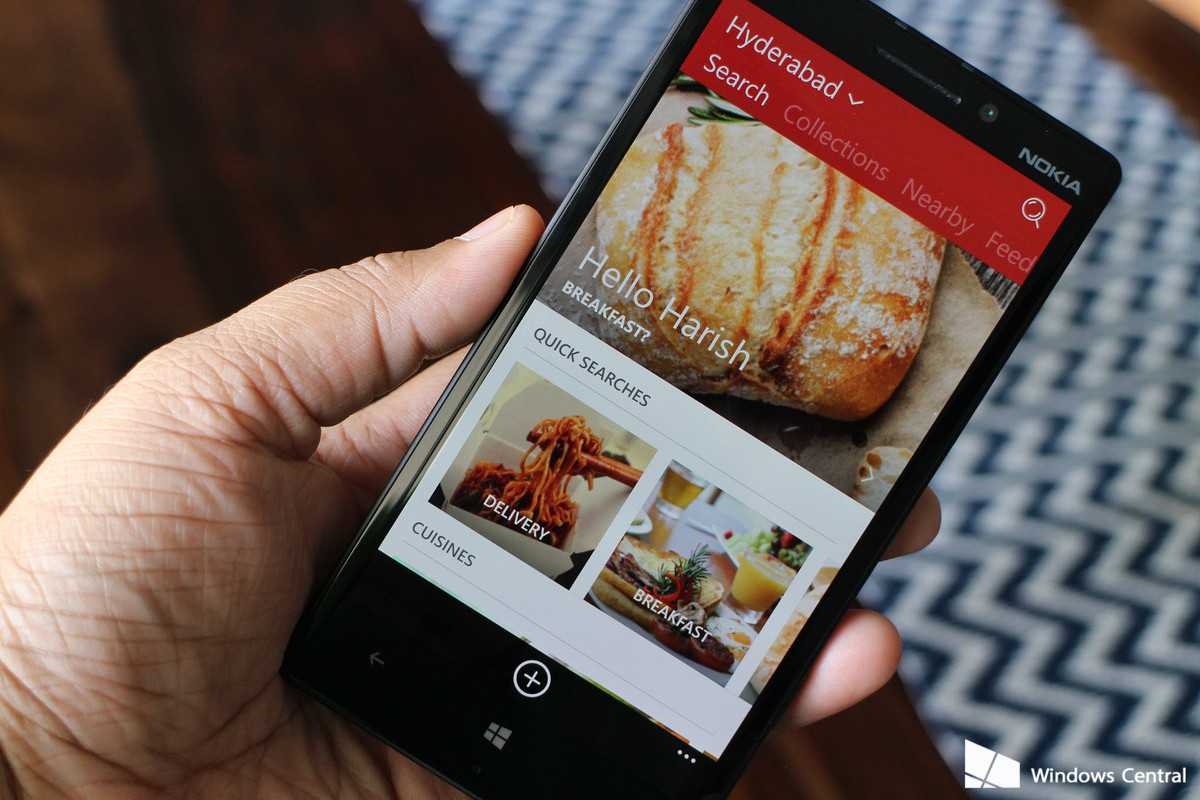 NOKIA
Hyderabad
Search Collections Nearby Feed
Hello Harish
BREAKFAST?
QUICK SEARCHES
DELIVERY
BREAKFAST
CUISINES
Windows Central